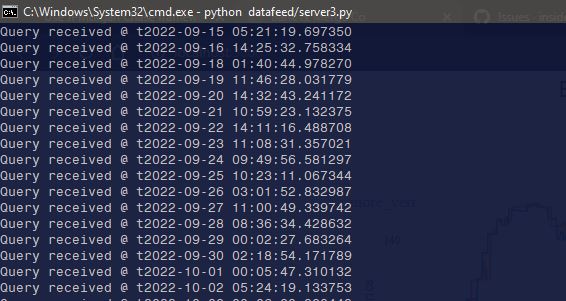 C:\Windows\System32\cmd.exe - python  datafeed/server3.py
Issues - insid
Query received @ t2022-09-15 05:21:19.697350
Query received @ t2022-09-16 14:25:32.758334
Query received @ t2022-09-18 01:40:44.978270
Query received @ t2022-09-19 11:46:28.031779
Query received @ t2022-09-20 14:32:43.241172
Query received @ t2022-09-21 10:59:23.132375
Query received @ t2022-09-22 14:11:16.488708
Query received @ t2022-09-23 11:08:31.357021
Query received @ t2022-09-24 09:49:56.581297
Query received @ t2022-09-25 10:23:11.067344
Query received @ t2022-09-26 03:01:52.832987
Query received @ t2022-09-27 11:00:49.339742
Query received @ t2022-09-28 08:36:34.428632
Query received @ t2022-09-29 00:02:27.683264
Query received @ t2022-09-30 02:18:54.171789
Query received @ t2022-10-01 00:05:47.310132
Query received @ t2022-10-02 05:24:19.133753